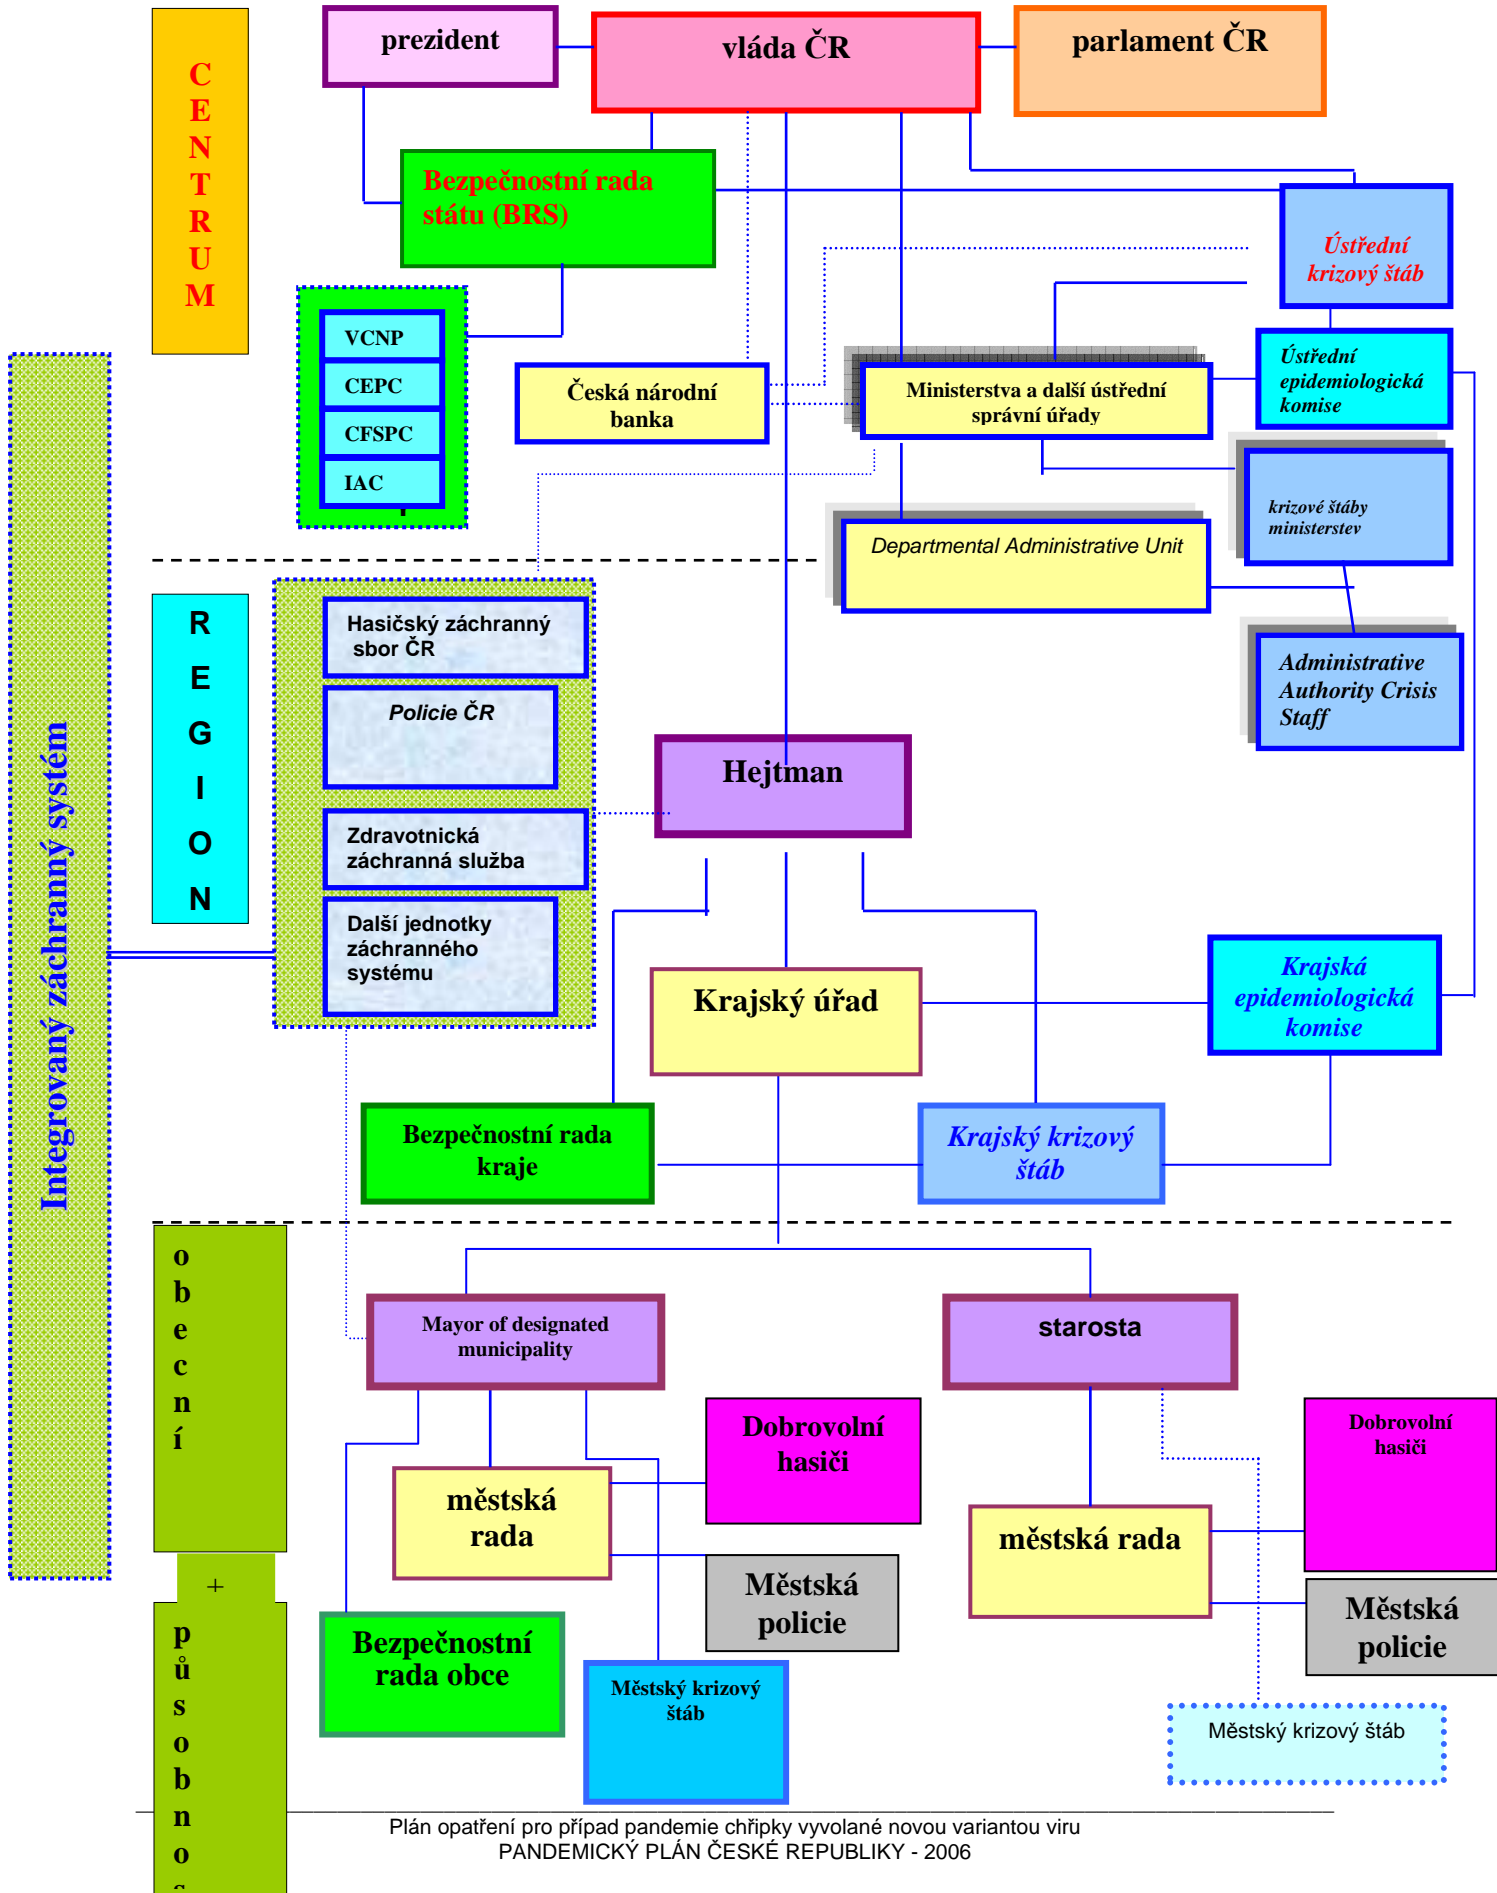 CENTRUM
prezident
vláda ČR
parlament ČR
Bezpečnostní rada
státu (BRS)
Ústřední
krizový štáb
VCNP
CEPC
CFSPC
IAC
Česká národní
banka
Ministerstva a další ústřední
správní úřady
Ústřední
epidemiologická
komise
krizové štáby
ministerstev
Departmental Administrative Unit
Administrative
Authority Crisis
Staff
Integrovaný záchranný systém
REGION
Hasičský záchranný
sbor ČR
Policie ČR
Zdravotnická
záchranná služba
Další jednotky
záchranného
systému
Hejtman
Krajský úřad
Krajská
epidemiologická
komise
Bezpečnostní rada
kraje
Krajský krizový
štáb
obecní
+
působnos
Mayor of designated
municipality
starosta
Dobrovolní
hasiči
městská
rada
Městská
policie
Bezpečnostní
rada obce
Městský krizový
štáb
Dobrovolní
hasiči
městská rada
Městská
policie
Městský krizový štáb
Plán opatření pro případ pandemie chřipky vyvolané novou variantou viru
PANDEMICKÝ PLÁN ČESKÉ REPUBLIKY - 2006